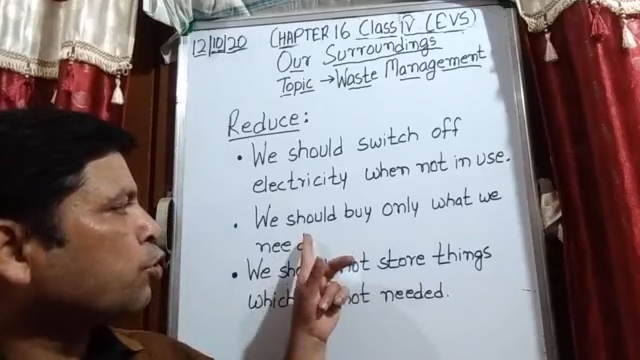 12/10/20
CHAPTER 16 Class IV (EVS)
Our Surroundings
Topic → Waste Management
Reduce:
• We should switch off
electricity when not in use.
• We should buy only what we
need
• We should not store things
which not needed.